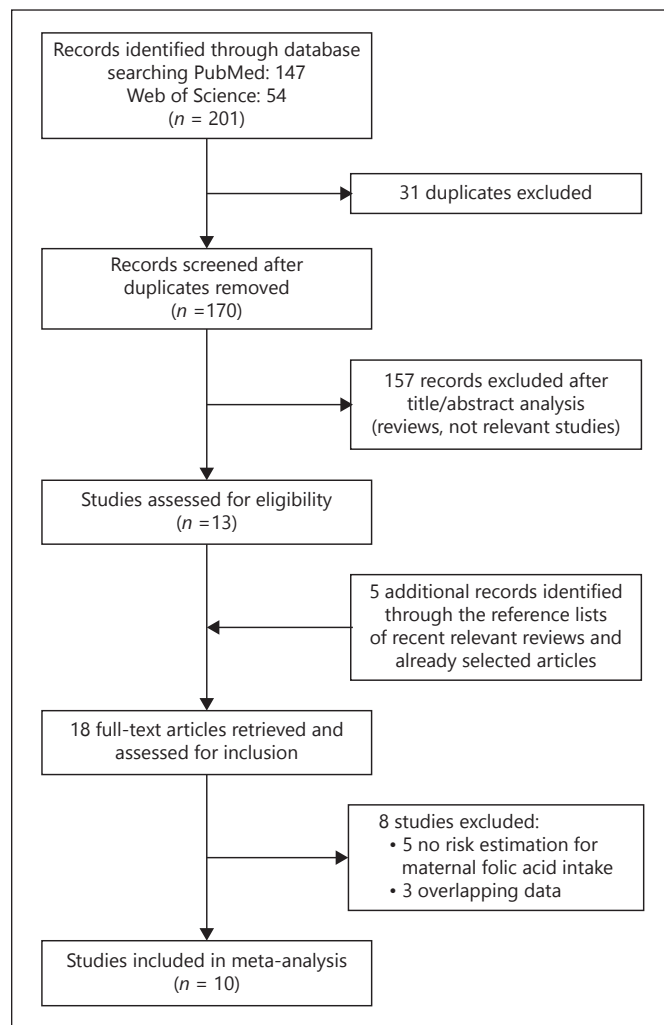 Records identified through database
searching PubMed: 147
Web of Science: 54
(n = 201)
31 duplicates excluded
Records screened after
duplicates removed
(n =170)
157 records excluded after
title/abstract analysis
(reviews, not relevant studies)
Studies assessed for eligibility
(n =13)
5 additional records identified
through the reference lists
of recent relevant reviews and
already selected articles
18 full-text articles retrieved and
assessed for inclusion
8 studies excluded:
• 5 no risk estimation for
maternal folic acid intake
• 3 overlapping data
Studies included in meta-analysis
(n = 10)